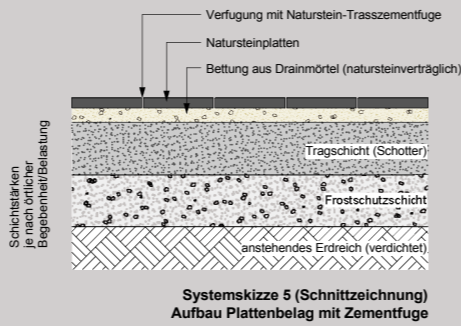 Verfugung mit Naturstein-Trasszementfuge
Natursteinplatten
Bettung aus Drainmörtel (natursteinverträglich)
Tragschicht (Schotter)
Frostschutzschicht
anstehendes Erdreich (verdichtet)
Schichtstärken
je nach örtlicher
Begebenheit/Belastung
Systemskizze 5 (Schnittzeichnung)
Aufbau Plattenbelag mit Zementfuge